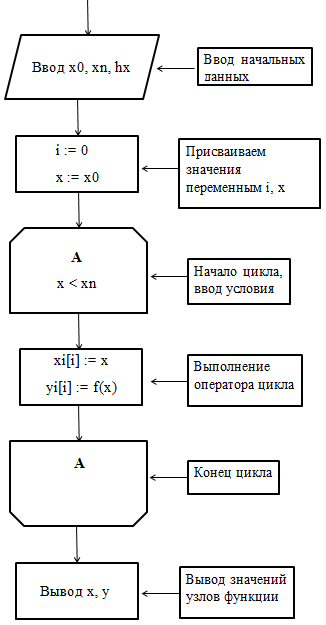 Ввод x0, xn, hx
Ввод начальных
данных
i := 0
x := x0
Присваиваем
значения
переменным i, x
A
x < xn
Начало цикла,
ввод условия
xi[i] := x
yi[i] := f(x)
Выполнение
оператора цикла
A
Конец цикла
Вывод x, y
Вывод значений
узлов функции